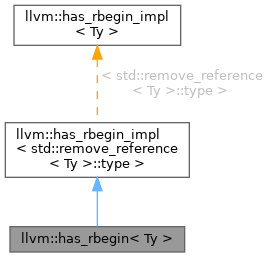 llvm::has_rbegin_impl
< Ty >
< std::remove_reference
< Ty >::type >
llvm::has_rbegin_impl
< std::remove_reference
< Ty >::type >
llvm::has_rbegin< Ty >